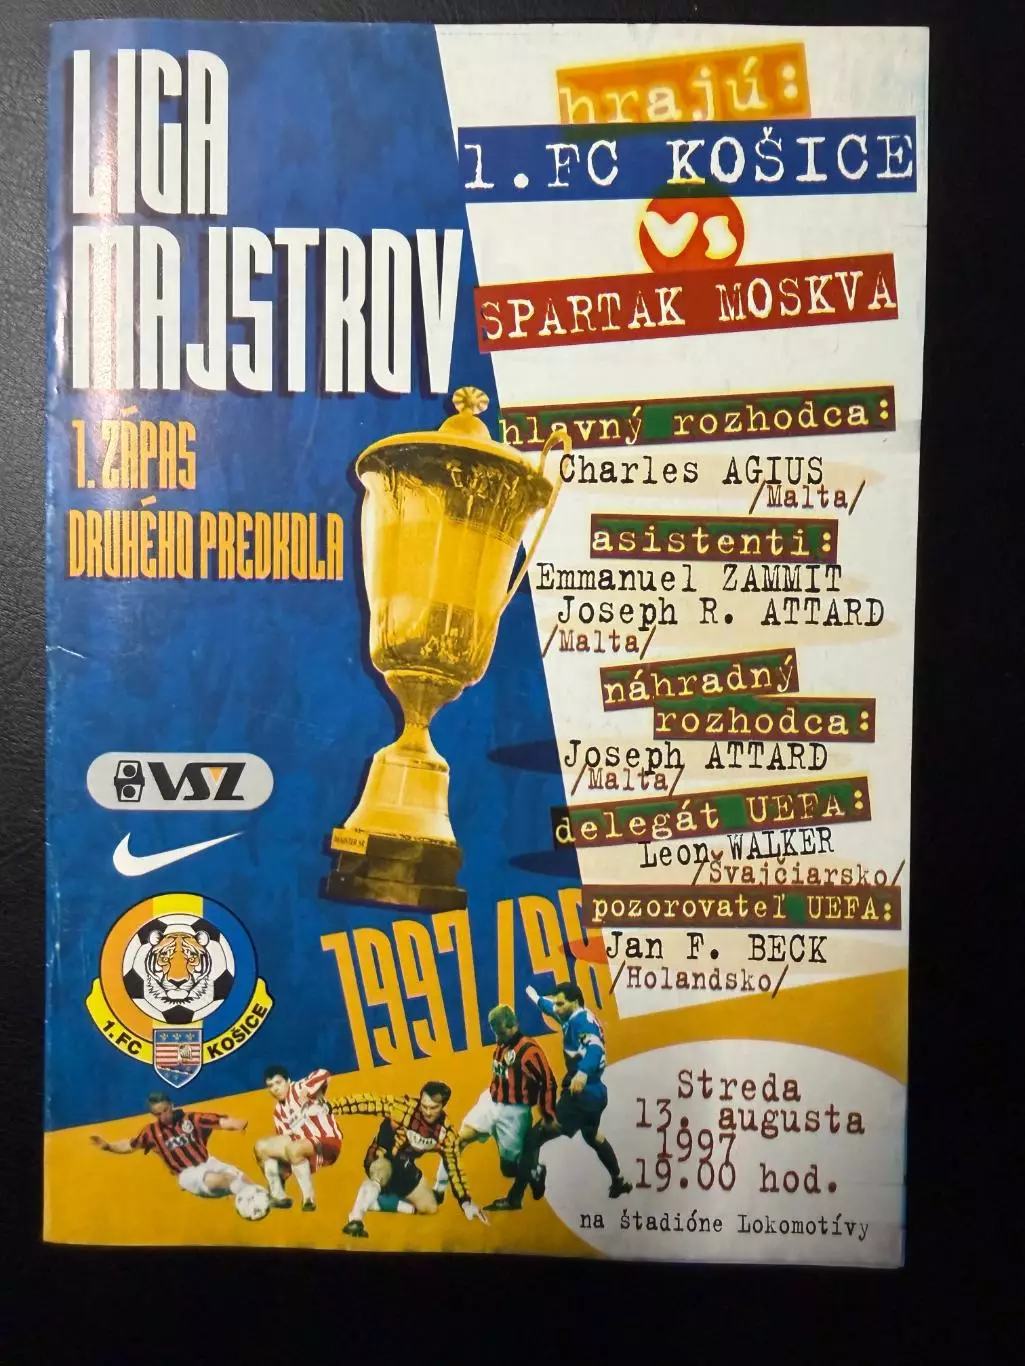 LIGA
MAJSTROV
1. ZÁPAS
DRUHÉHO PREDKOLA
hrajú:
1.FC KOŠICE
Vs
SPARTAK MOSKVA
hlavný rozhodca:
Charles AGIUS
/Malta/
asistenti:
Emmanuel ZAMMIT
Joseph R. ATTARD
/Malta/
náhradný
rozhodca:
Joseph ATTARD
/Malta/
delegát UEFA:
Leon WALKER
/Švajčiarsko/
pozorovateľ UEFA:
Jan F. BECK
/Holandsko/
VSŽ
1.FC KOŠICE
1997/98
Streda
13. augusta
1997
19.00 hod.
na štadióne Lokomotívy